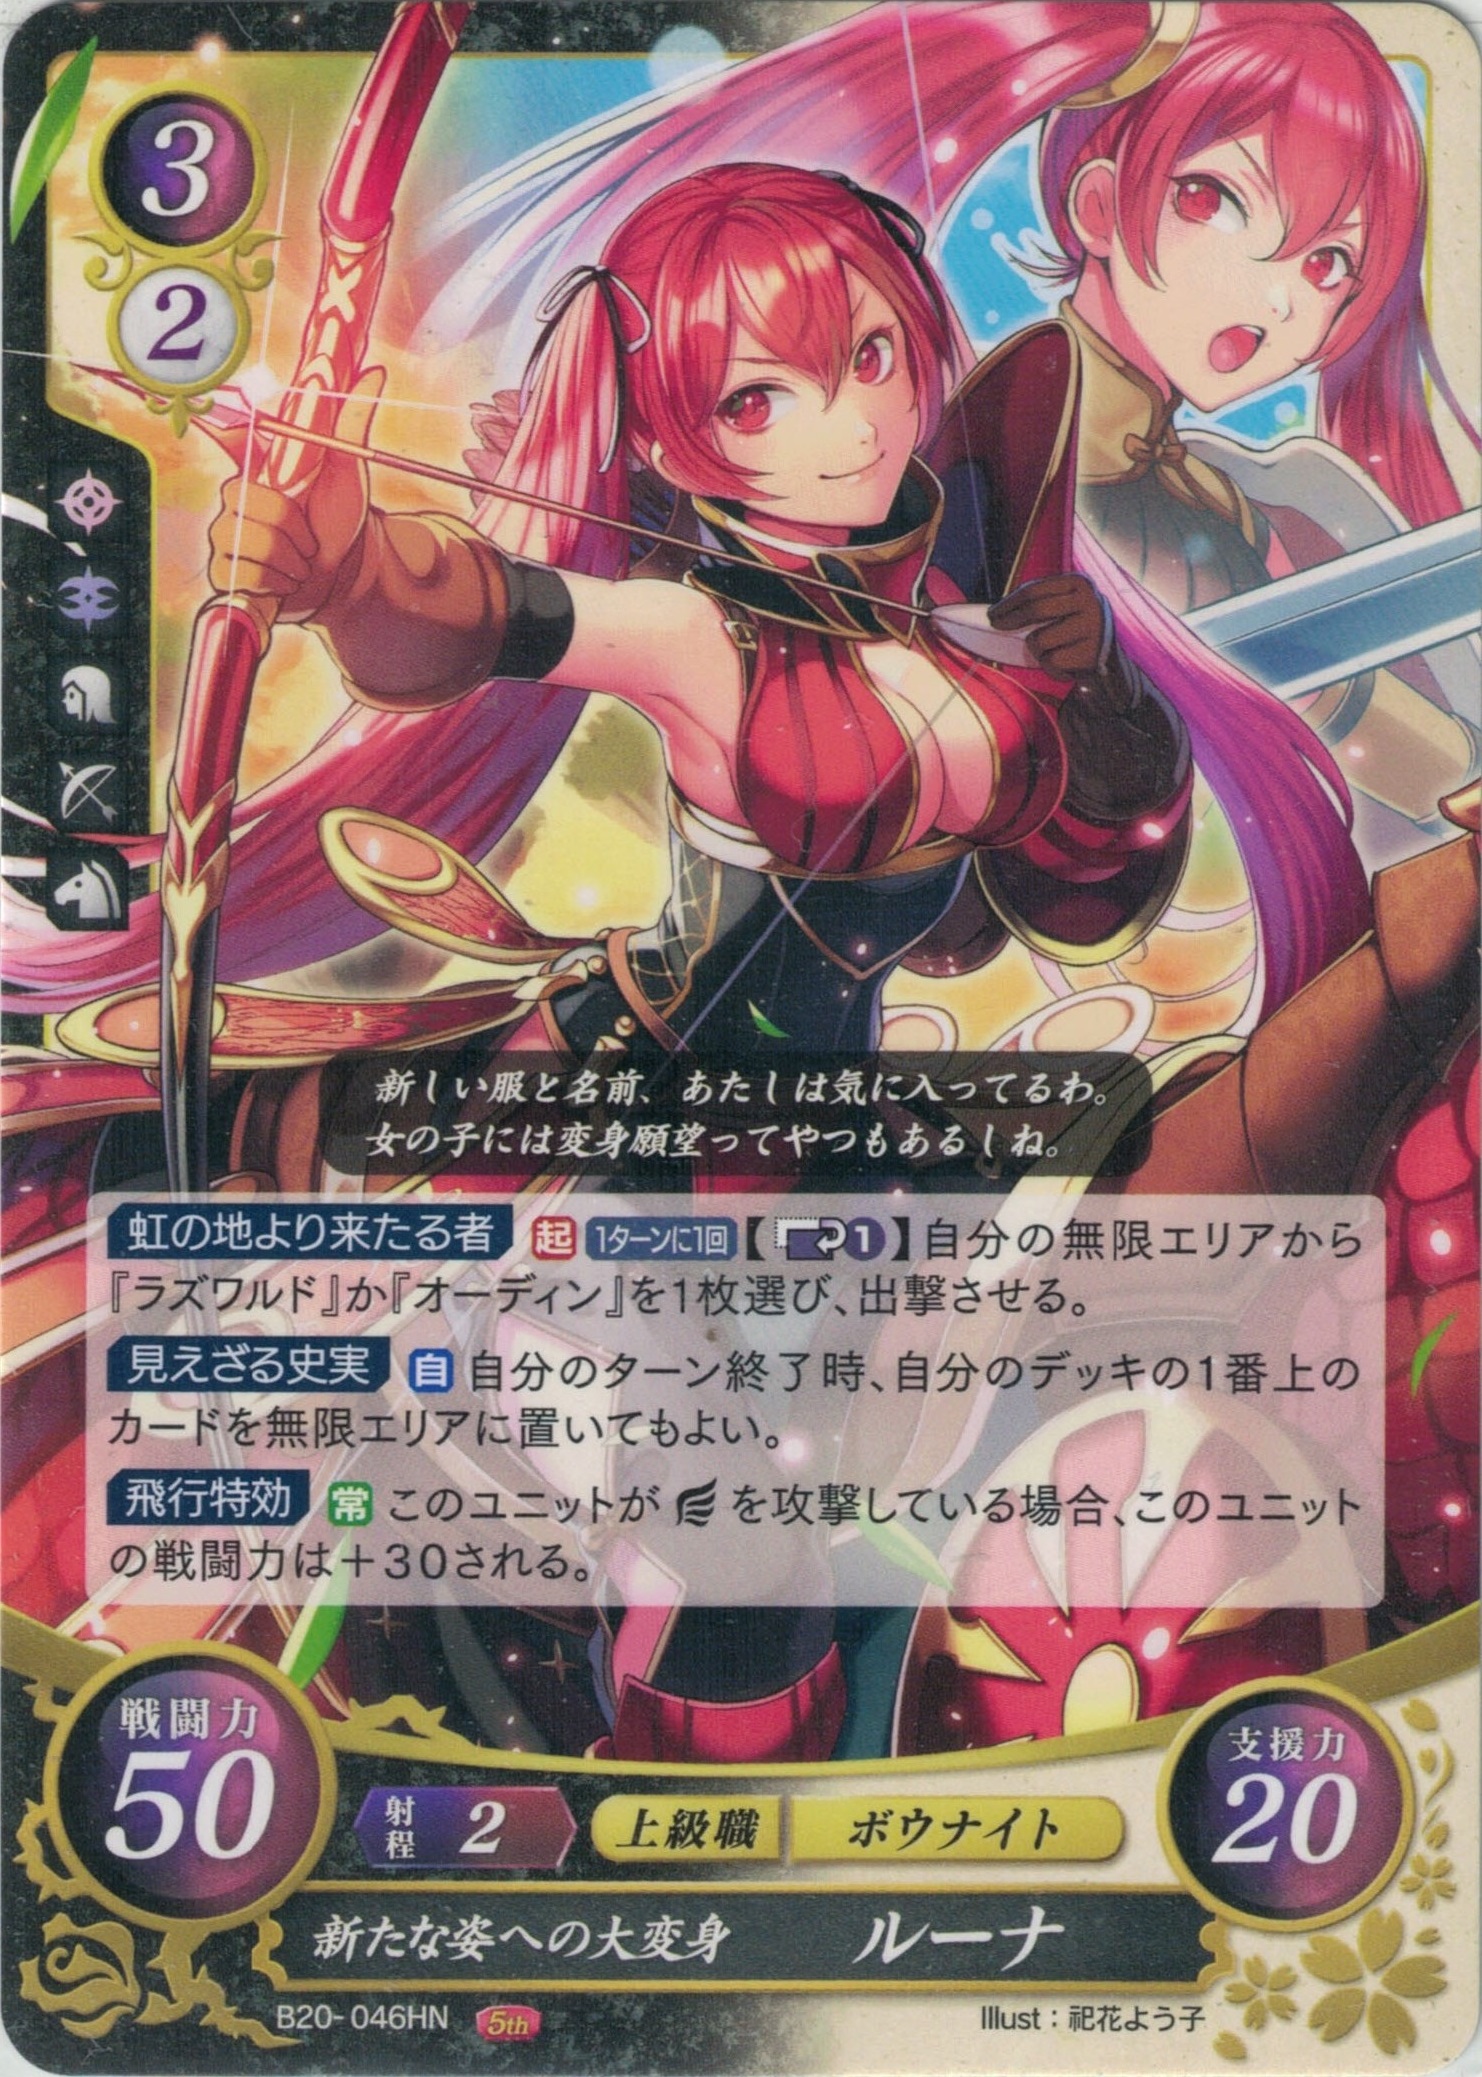 3
2
新しい服と名前、あたしは気に入ってるわ。
女の子には変身願望ってやつもあるしね。
虹の地より来たる者 起 1ターンに1回【1】自分の無限エリアから
『ラズワルド』か『オーディン』を1枚選び、出撃させる。
見えざる史実 自 自分のターン終了時、自分のデッキの1番上の
カードを無限エリアに置いてもよい。
飛行特効 常 このユニットが を攻撃している場合、このユニット
の戦闘力は＋30される。
戦闘力
50
射程 2
上級職 ボウナイト
支援力
20
新たな姿への大変身 ルーナ
B20-046HN 5th
Illust：祀花よう子